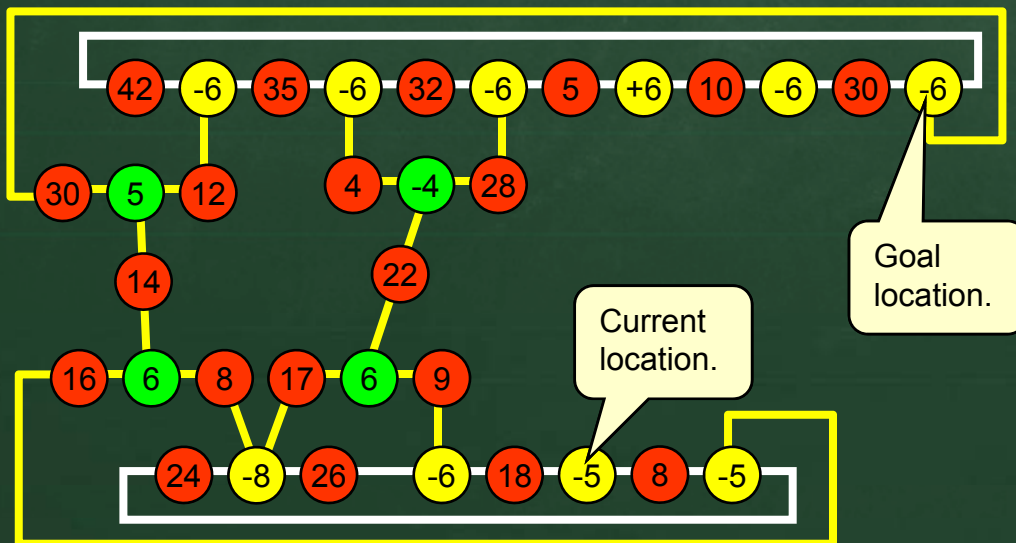 42 -6 35 -6 32 -6 5 +6 10 -6 30 -6
30 5 12 4 -4 28
Goal
location.
14 22
Current
location.
16 6 8 17 6 9
24 -8 26 -6 18 -5 8 -5